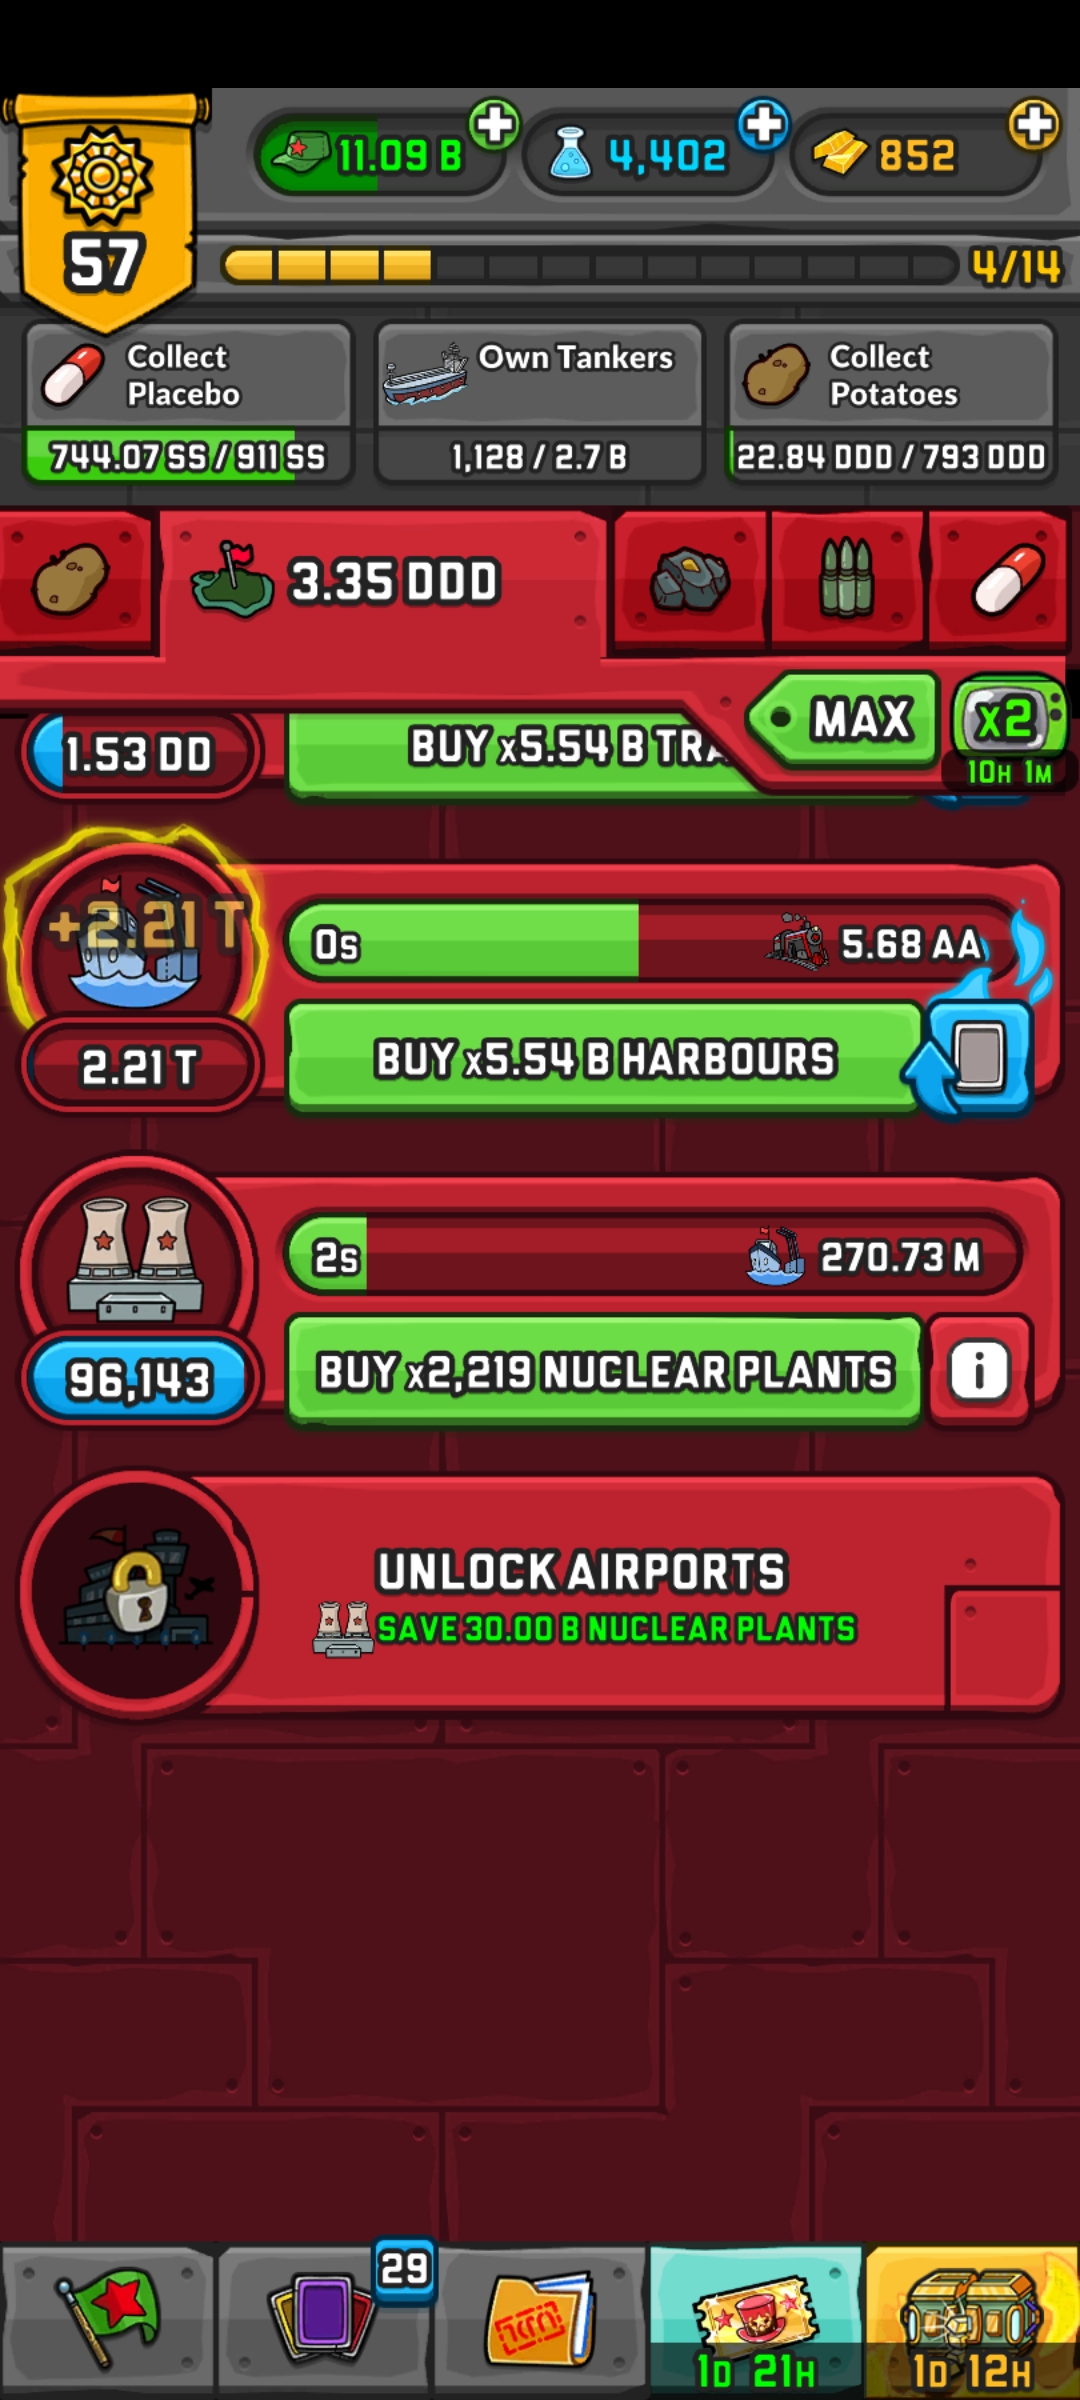 57
11.09 B
4,402
852
4/14
Collect
Placebo
744.07 SS / 911 SS
Own Tankers
1,128 / 2.7 B
Collect
Potatoes
22.84 DDD / 793 DDD
3.35 DDD
MAX
x2
10H 1M
1.53 DD
BUY x5.54 B TRA
+2.21 T
0s
5.68 AA
2.21 T
BUY x5.54 B HARBOURS
2s
270.73 M
96,143
BUY x2,219 NUCLEAR PLANTS
i
UNLOCK AIRPORTS
SAVE 30.00 B NUCLEAR PLANTS
29
1D 21H
1D 12H